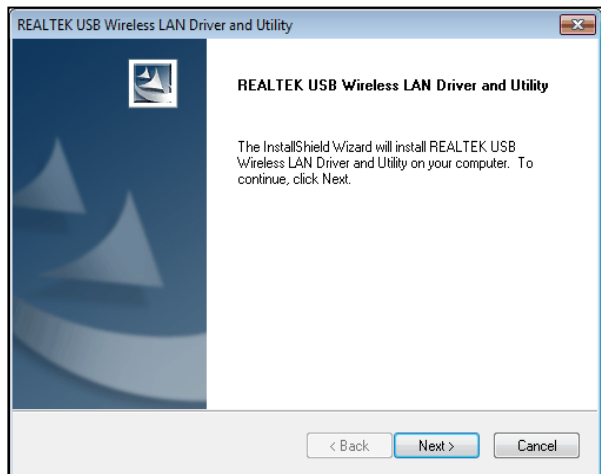 REALTEK USB Wireless LAN Driver and Utility
REALTEK USB Wireless LAN Driver and Utility
The InstallShield Wizard will install REALTEK USB
Wireless LAN Driver and Utility on your computer. To
continue, click Next.
< Back Next > Cancel